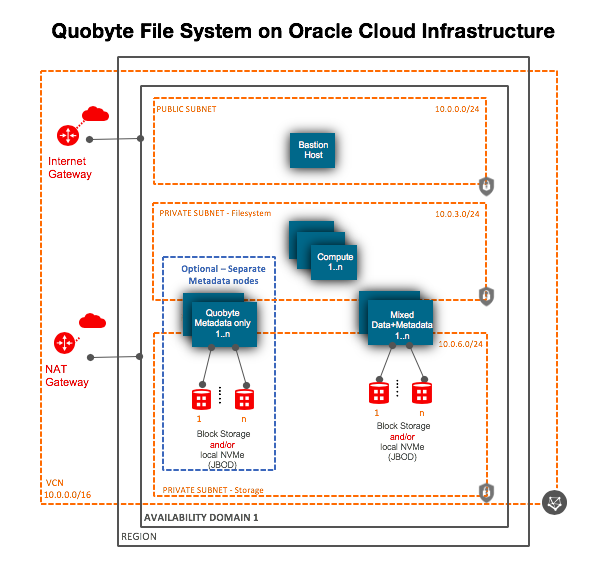 Quobyte File System on Oracle Cloud Infrastructure
PUBLIC SUBNET
10.0.0.0/24
Bastion
Host
Internet
Gateway
PRIVATE SUBNET - Filesystem
10.0.3.0/24
Compute
1..n
Optional – Separate
Metadata nodes
Quobyte
Metadata only
1..n
Mixed
Data+Metadata
1..n
10.0.6.0/24
NAT
Gateway
1
n
Block Storage
and/or
local NVMe
(JBOD)
1
n
Block Storage
and/or
local NVMe
(JBOD)
VCN
10.0.0.0/16
PRIVATE SUBNET - Storage
AVAILABILITY DOMAIN 1
REGION